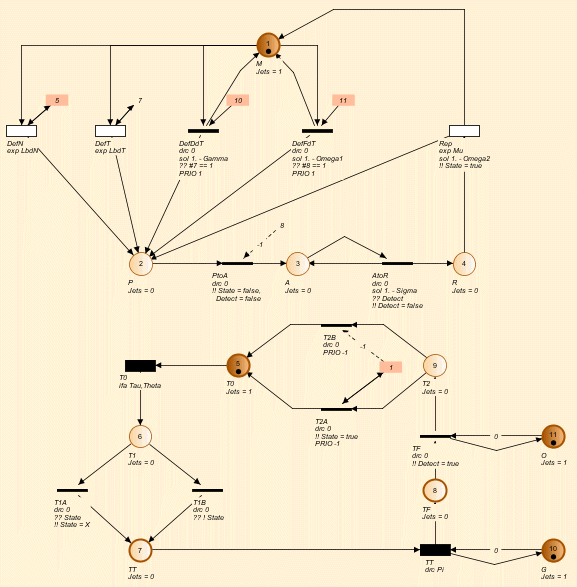 1
M
Jets = 1
5
7
10
11
DefN
exp LbdN
DefT
exp LbdT
DefDdT
drc 0
sol 1. - Gamma
?? #7 == 1
PRIO 1
DefRdT
drc 0
sol 1. - Omega1
?? #8 == 1
PRIO 1
Rep
exp Mu
sol 1. - Omega2
!! State = true
8
-1
2
P
Jets = 0
PtoA
drc 0
!! State = false,
Detect = false
3
A
Jets = 0
AtoR
drc 0
sol 1. - Sigma
?? Detect
!! Detect = false
4
R
Jets = 0
T2B
drc 0
PRIO -1
-1
1
T0
ifa Tau,Theta
5
T0
Jets = 1
9
T2
Jets = 0
T2A
drc 0
!! State = true
PRIO -1
6
T1
Jets = 0
TF
drc 0
!! Detect = true
0
11
O
Jets = 1
T1A
drc 0
?? State
!! State = X
T1B
drc 0
?? ! State
8
TF
Jets = 0
7
TT
Jets = 0
TT
drc Pi
0
10
G
Jets = 1